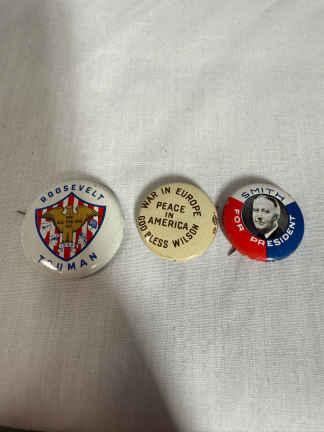 ROOSEVELT
TRUMAN
WAR IN EUROPE
PEACE
IN
AMERICA
GOD BLESS WILSON
SMITH
FOR PRESIDENT